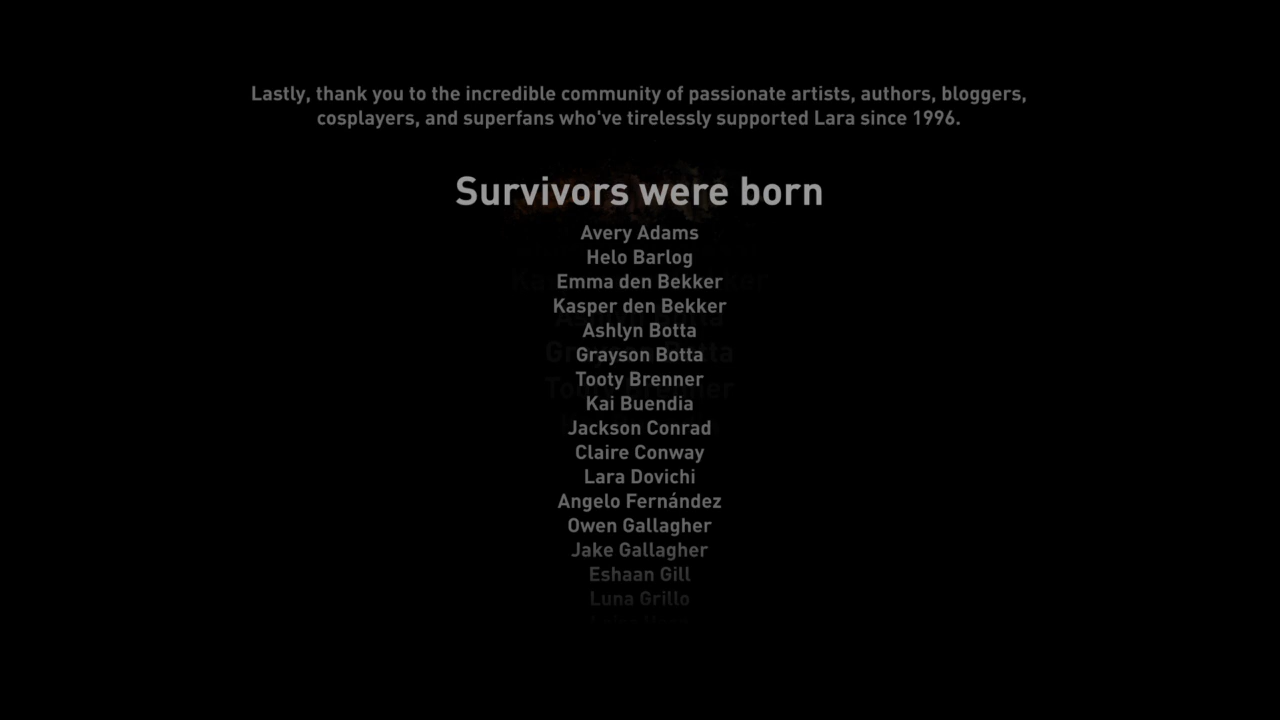 Lastly, thank you to the incredible community of passionate artists, authors, bloggers,
cosplayers, and superfans who've tirelessly supported Lara since 1996.
Survivors were born
Avery Adams
Helo Barlog
Emma den Bekker
Kasper den Bekker
Ashlyn Botta
Grayson Botta
Tooty Brenner
Kai Buendia
Jackson Conrad
Claire Conway
Lara Dovichi
Angelo Fernández
Owen Gallagher
Jake Gallagher
Eshaan Gill
Luna Grillo